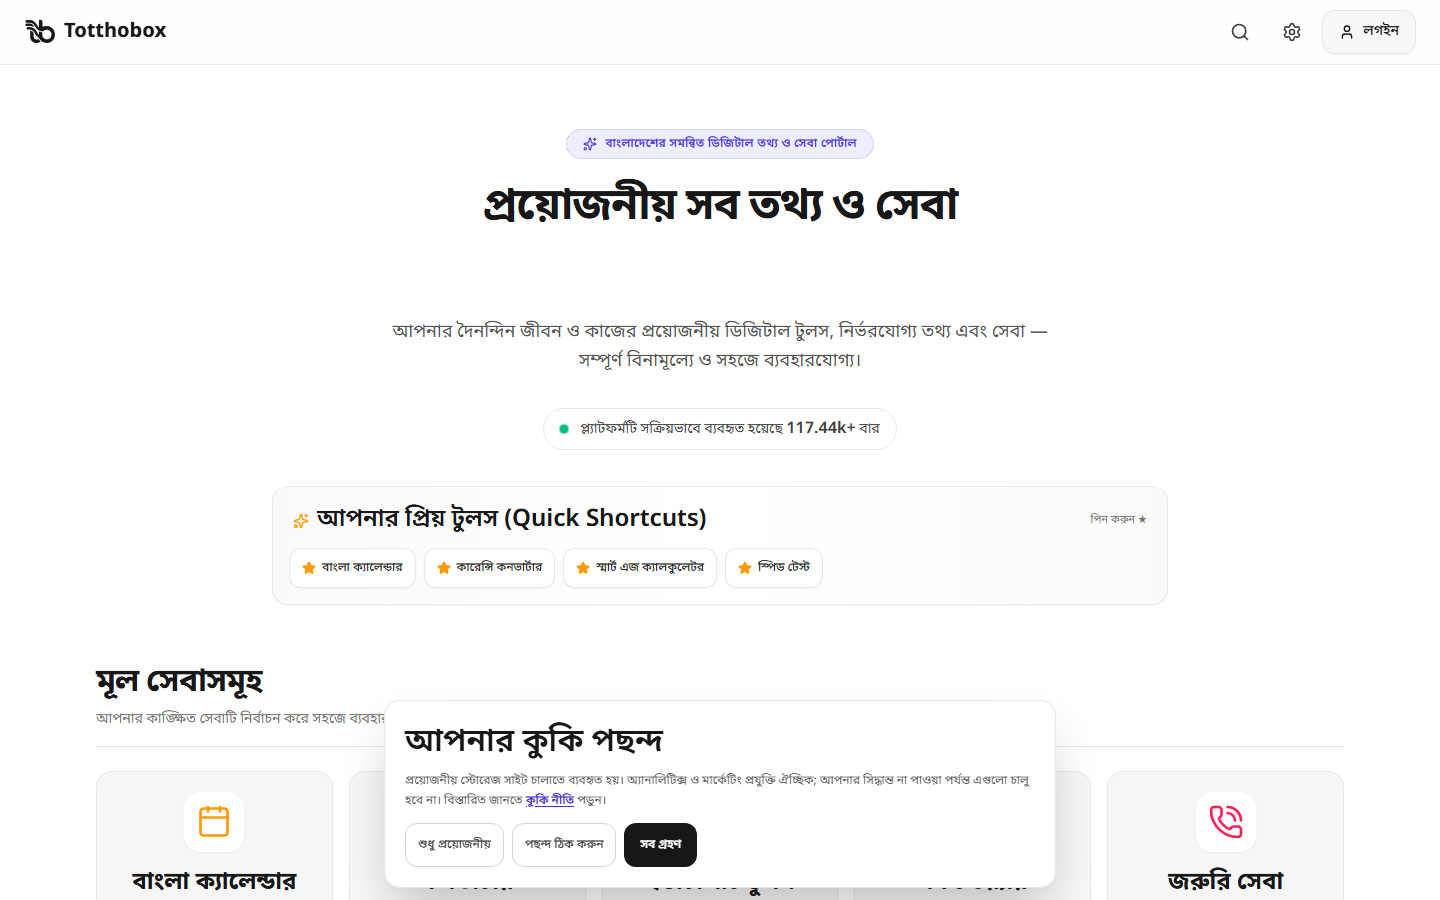 Totthobox
লগইন
বাংলাদেশের সমন্বিত ডিজিটাল তথ্য ও সেবা পোর্টাল
প্রয়োজনীয় সব তথ্য ও সেবা
আপনার দৈনন্দিন জীবন ও কাজের প্রয়োজনীয় ডিজিটাল টুলস, নির্ভরযোগ্য তথ্য এবং সেবা —
সম্পূর্ণ বিনামূল্যে ও সহজে ব্যবহারযোগ্য।
প্ল্যাটফর্মটি সক্রিয়ভাবে ব্যবহৃত হয়েছে 117.44k+ বার
আপনার প্রিয় টুলস (Quick Shortcuts)
পিন করুন ★
বাংলা ক্যালেন্ডার
কারেন্সি কনভার্টার
স্মার্ট এজ ক্যালকুলেটর
স্পিড টেস্ট
মূল সেবাসমূহ
আপনার কাঙ্ক্ষিত সেবাটি নির্বাচন করে সহজে
আপনার কুকি পছন্দ
প্রয়োজনীয় স্টোরেজ সাইট চালাতে ব্যবহৃত হয়। অ্যানালিটিক্স ও মার্কেটিং প্রযুক্তি ঐচ্ছিক; আপনার সিদ্ধান্ত না পাওয়া পর্যন্ত এগুলো চালু
হবে না। বিস্তারিত জানতে কুকি নীতি পড়ুন।
শুধু প্রয়োজনীয়
পছন্দ ঠিক করুন
সব গ্রহণ
বাংলা ক্যালেন্ডার
জরুরি সেবা